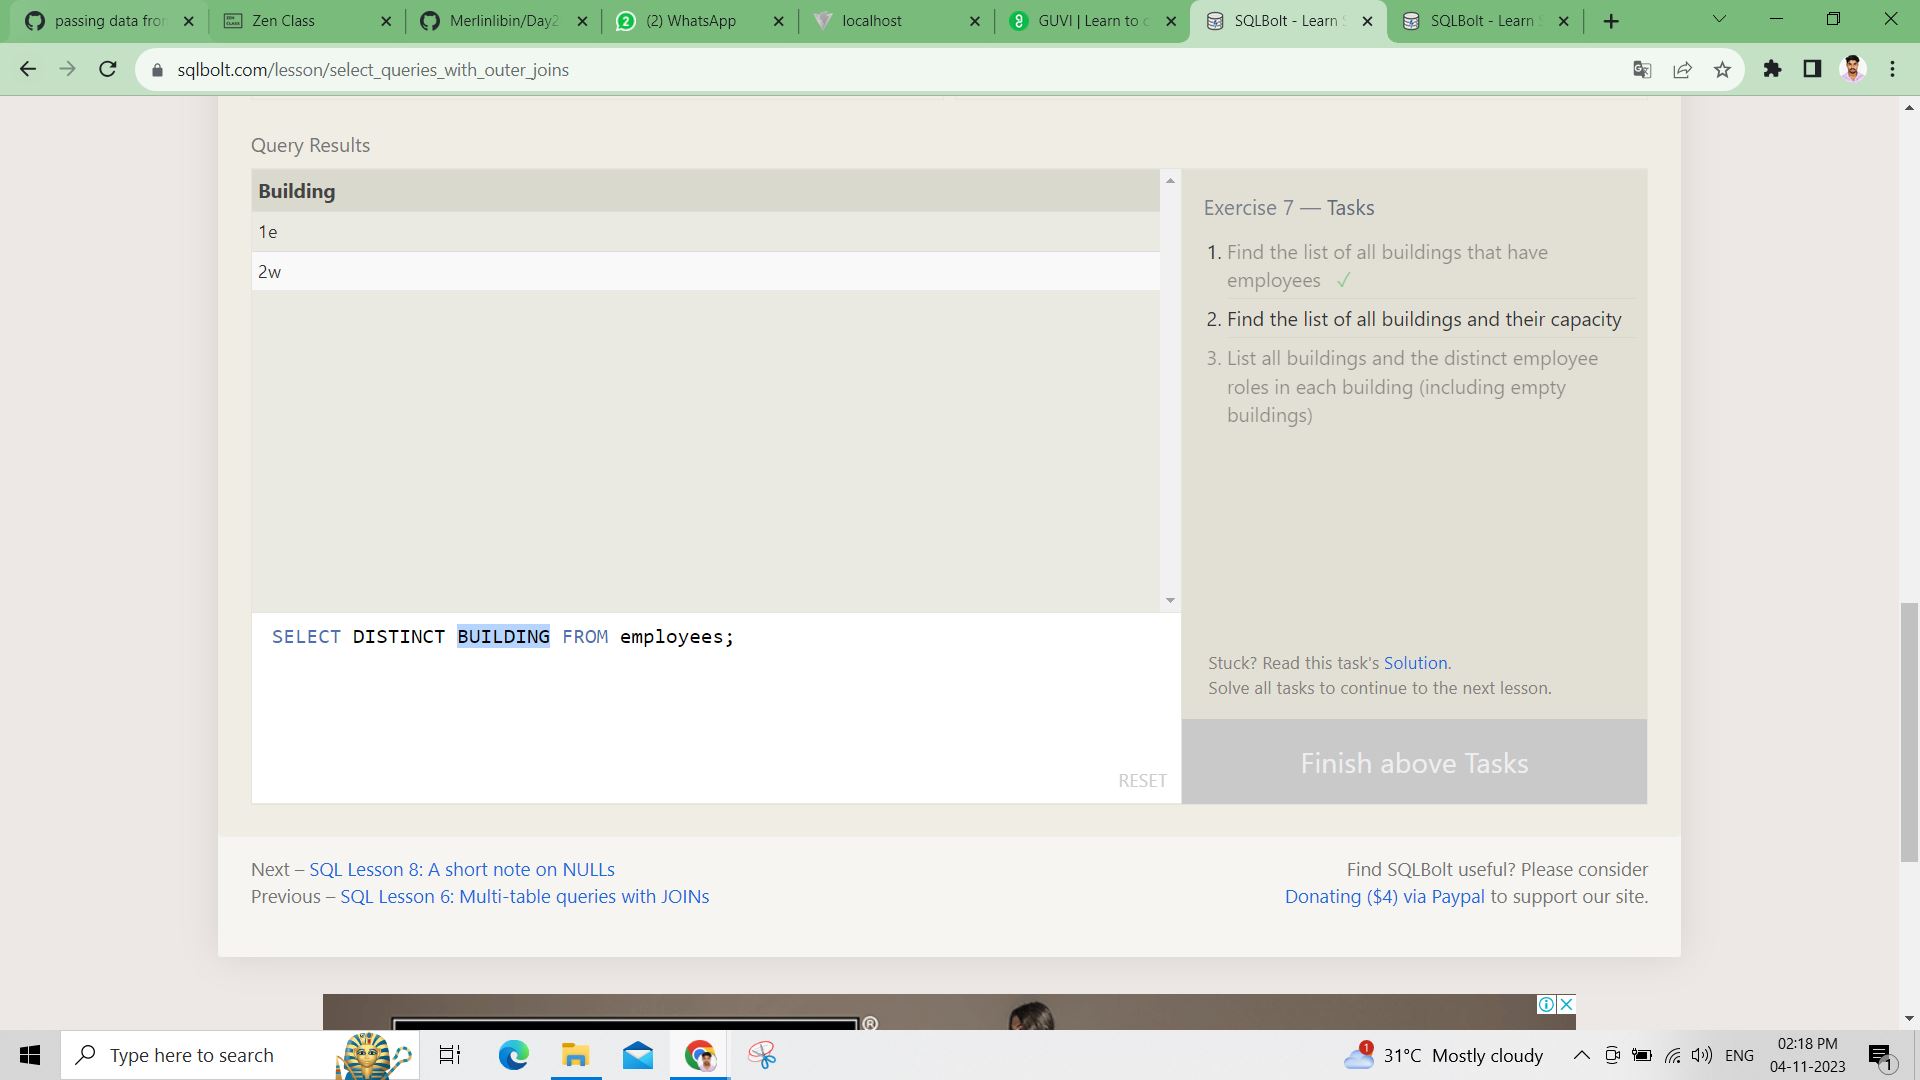 passing data from
Zen Class
Merlinlibin/Day2
(2) WhatsApp
localhost
GUVI | Learn to c
SQLBolt - Learn S
SQLBolt - Learn S
sqlbolt.com/lesson/select_queries_with_outer_joins
Query Results
Building
1e
2w
Exercise 7 — Tasks
1. Find the list of all buildings that have
employees ✓
2. Find the list of all buildings and their capacity
3. List all buildings and the distinct employee
roles in each building (including empty
buildings)
SELECT DISTINCT BUILDING FROM employees;
RESET
Stuck? Read this task's Solution.
Solve all tasks to continue to the next lesson.
Finish above Tasks
Next – SQL Lesson 8: A short note on NULLs
Previous – SQL Lesson 6: Multi-table queries with JOINs
Find SQLBolt useful? Please consider
Donating ($4) via Paypal to support our site.
®
Type here to search
1
31°C Mostly cloudy
ENG
02:18 PM
04-11-2023
1